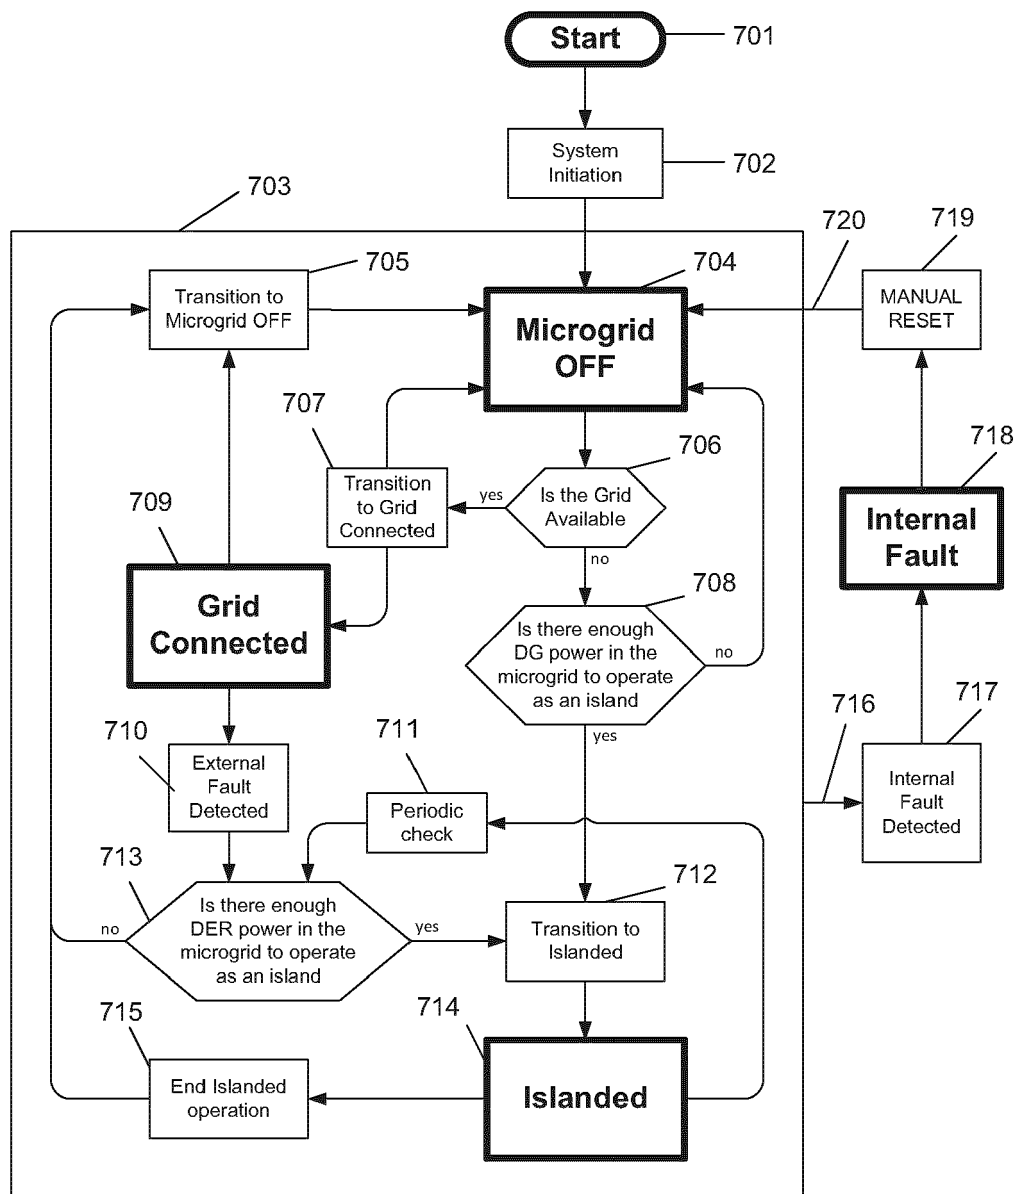 Start
701
System
Initiation
702
703
705
704
720
719
Transition to
Microgrid OFF
Microgrid
OFF
MANUAL
RESET
707
706
718
709
Transition
to Grid
Connected
yes
Is the Grid
Available
Internal
Fault
no
708
Grid
Connected
Is there enough
DG power in the
microgrid to operate
as an island
no
710
711
yes
716
717
External
Fault
Detected
Periodic
check
Internal
Fault
Detected
713
712
no
Is there enough
DER power in the
microgrid to operate
as an island
yes
Transition to
Islanded
715
714
End Islanded
operation
Islanded